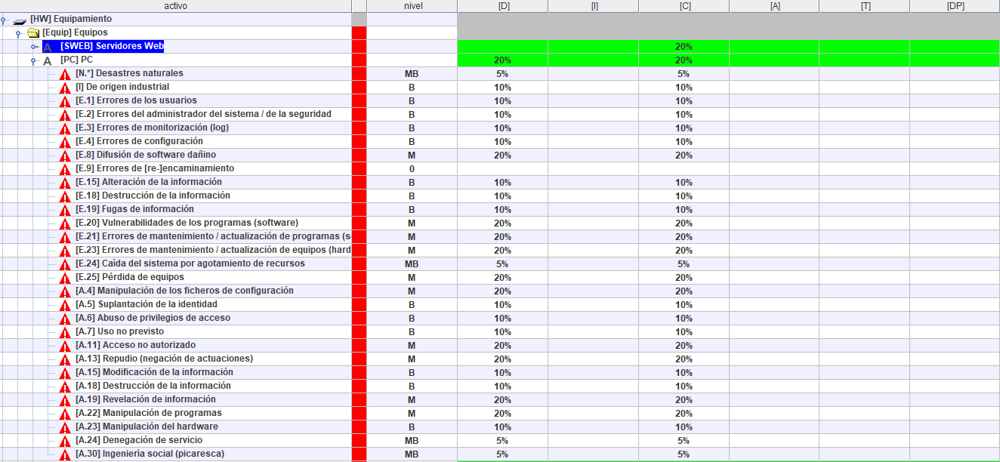 activo nivel [D] [I] [C] [A] [T] [DP]
[HW] Equipamiento
[Equip] Equipos
A [SWEB] Servidores Web 20%
A [PC] PC 20% 20%
[N.*] Desastres naturales MB 5% 5%
[I] De origen industrial B 10% 10%
[E.1] Errores de los usuarios B 10% 10%
[E.2] Errores del administrador del sistema / de la seguridad B 10% 10%
[E.3] Errores de monitorización (log) B 10% 10%
[E.4] Errores de configuración B 10% 10%
[E.8] Difusión de software dañino M 20% 20%
[E.9] Errores de [re-]encaminamiento 0
[E.15] Alteración de la información B 10% 10%
[E.18] Destrucción de la información B 10% 10%
[E.19] Fugas de información B 10% 10%
[E.20] Vulnerabilidades de los programas (software) M 20% 20%
[E.21] Errores de mantenimiento / actualización de programas (s M 20% 20%
[E.23] Errores de mantenimiento / actualización de equipos (hard M 20% 20%
[E.24] Caída del sistema por agotamiento de recursos MB 5% 5%
[E.25] Pérdida de equipos M 20% 20%
[A.4] Manipulación de los ficheros de configuración M 20% 20%
[A.5] Suplantación de la identidad B 10% 10%
[A.6] Abuso de privilegios de acceso B 10% 10%
[A.7] Uso no previsto B 10% 10%
[A.11] Acceso no autorizado M 20% 20%
[A.13] Repudio (negación de actuaciones) M 20% 20%
[A.15] Modificación de la información B 10% 10%
[A.18] Destrucción de la información B 10% 10%
[A.19] Revelación de información M 20% 20%
[A.22] Manipulación de programas M 20% 20%
[A.23] Manipulación del hardware B 10% 10%
[A.24] Denegación de servicio MB 5% 5%
[A.30] Ingeniería social (picaresca) MB 5% 5%